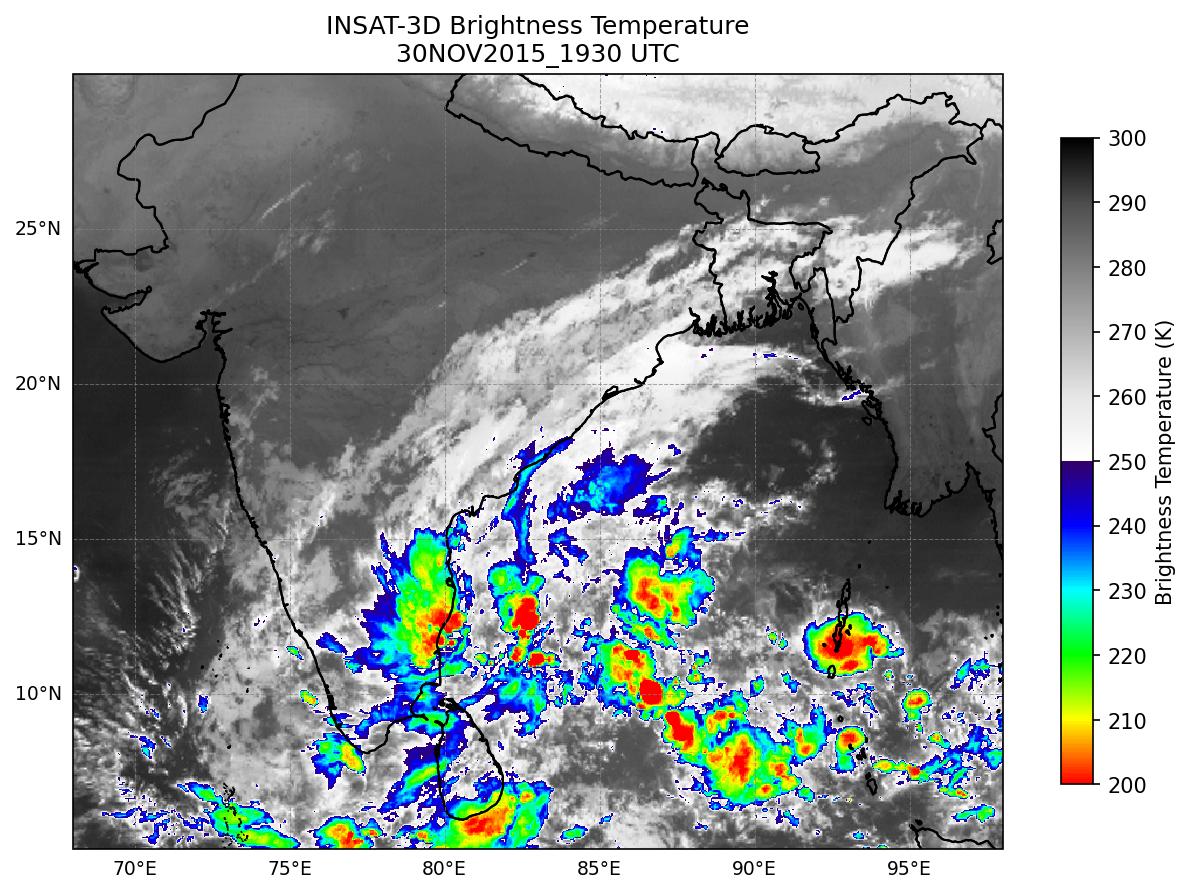 INSAT-3D Brightness Temperature
30NOV2015_1930 UTC
25°N
20°N
15°N
10°N
70°E
75°E
80°E
85°E
90°E
95°E
300
290
280
270
260
250
240
230
220
210
200
Brightness Temperature (K)